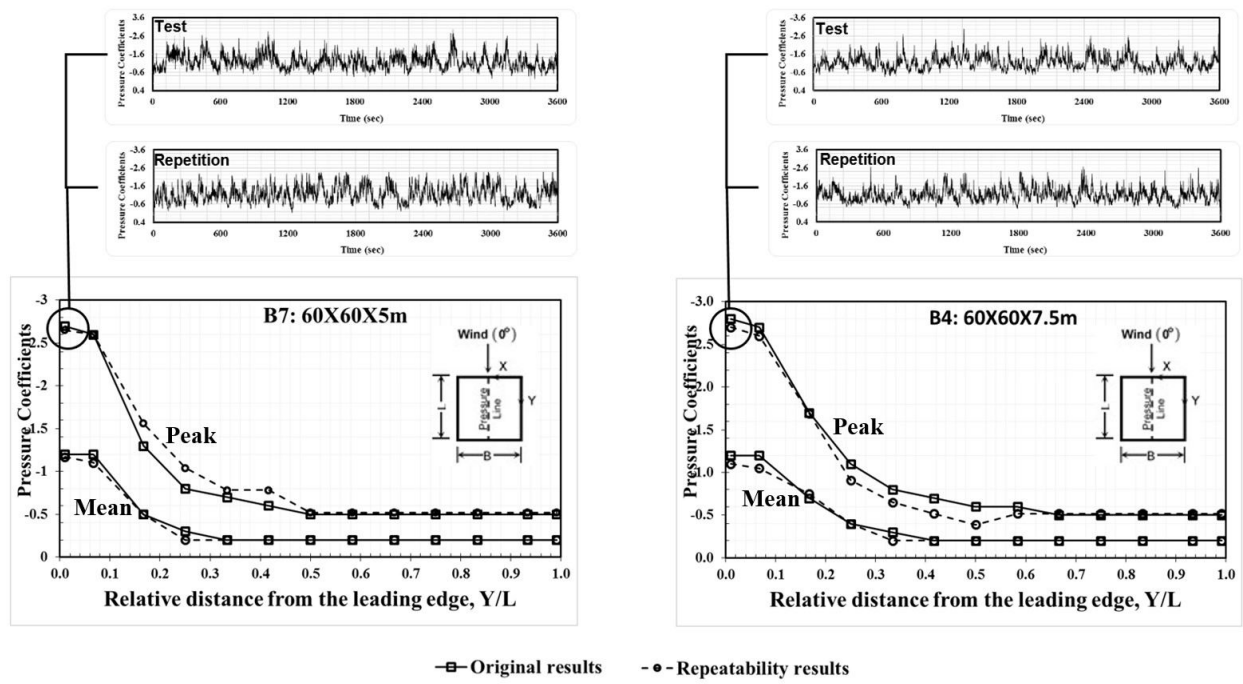 Test
Pressure Coefficients
3.6
-2.6
-1.6
-0.6
0.4
0
600
1200
1800
2400
3000
3600
Time (sec)
Repetition
Pressure Coefficients
-3.6
-2.6
-1.6
-0.6
0.4
0
600
1200
1800
2400
3000
3600
Time (sec)
B7: 60X60X5m
Pressure Coefficients
-3
2.5
-2
-1.5
-1
-0.5
0
0.0 0.1 0.2 0.3 0.4 0.5 0.6 0.7 0.8 0.9 1.0
Relative distance from the leading edge, Y/L
Peak
Mean
Wind (0°)
X
Y
L
Pressure
Line
B
Test
Pressure Coefficients
-3.6
-2.6
-1.6
-0.6
0.4
0
600
1200
1800
2400
3000
3600
Time (sec)
Repetition
Pressure Coefficients
3.6
-2.6
-1.6
-0.6
0.4
0
600
1200
1800
2400
3000
3600
Time (sec)
B4: 60X60X7.5m
Pressure Coefficients
-3.0
2.5
-2.0
-1.5
-1.0
-0.5
0.0
0.0 0.1 0.2 0.3 0.4 0.5 0.6 0.7 0.8 0.9 1.0
Relative distance from the leading edge, Y/L
Peak
Mean
Wind (0°)
X
Y
L
Pressure
Line
B
Original results
Repeatability results